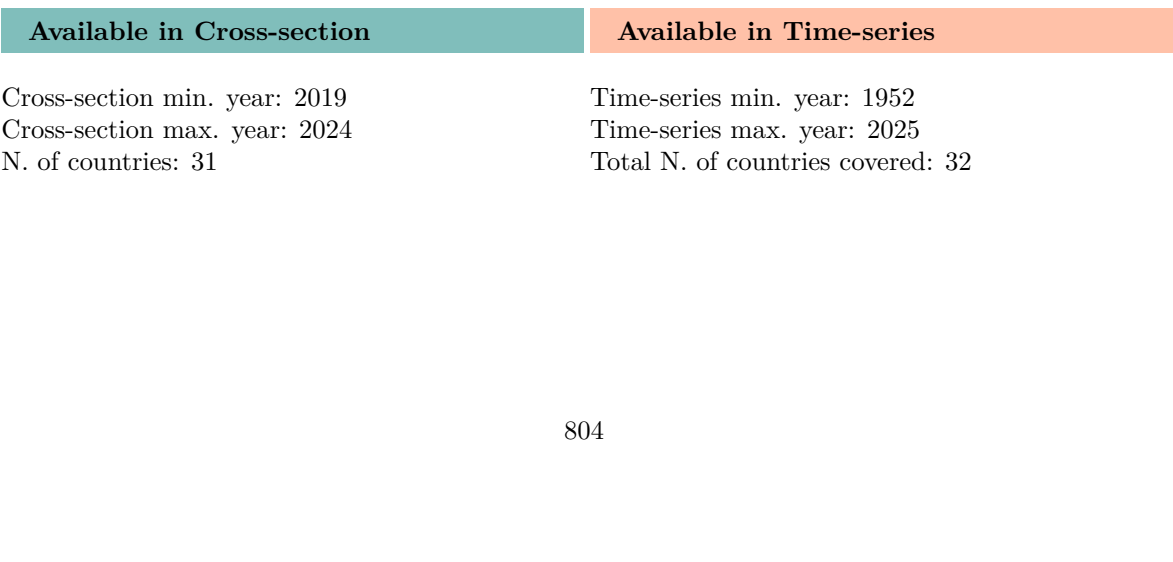 Available in Cross-section
Cross-section min. year: 2019
Cross-section max. year: 2024
N. of countries: 31
Available in Time-series
Time-series min. year: 1952
Time-series max. year: 2025
Total N. of countries covered: 32
804